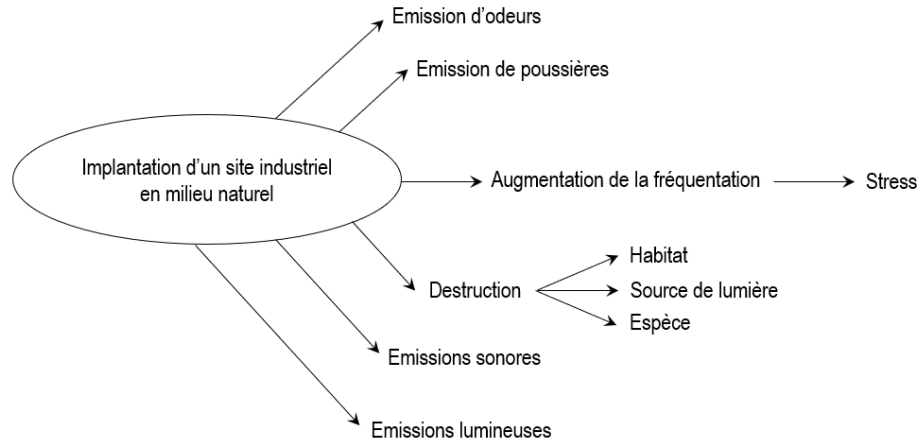 Emission d'odeurs
Emission de poussières
Implantation d'un site industriel
en milieu naturel
Augmentation de la fréquentation
Stress
Habitat
Destruction
Source de lumière
Espèce
Emissions sonores
Emissions lumineuses